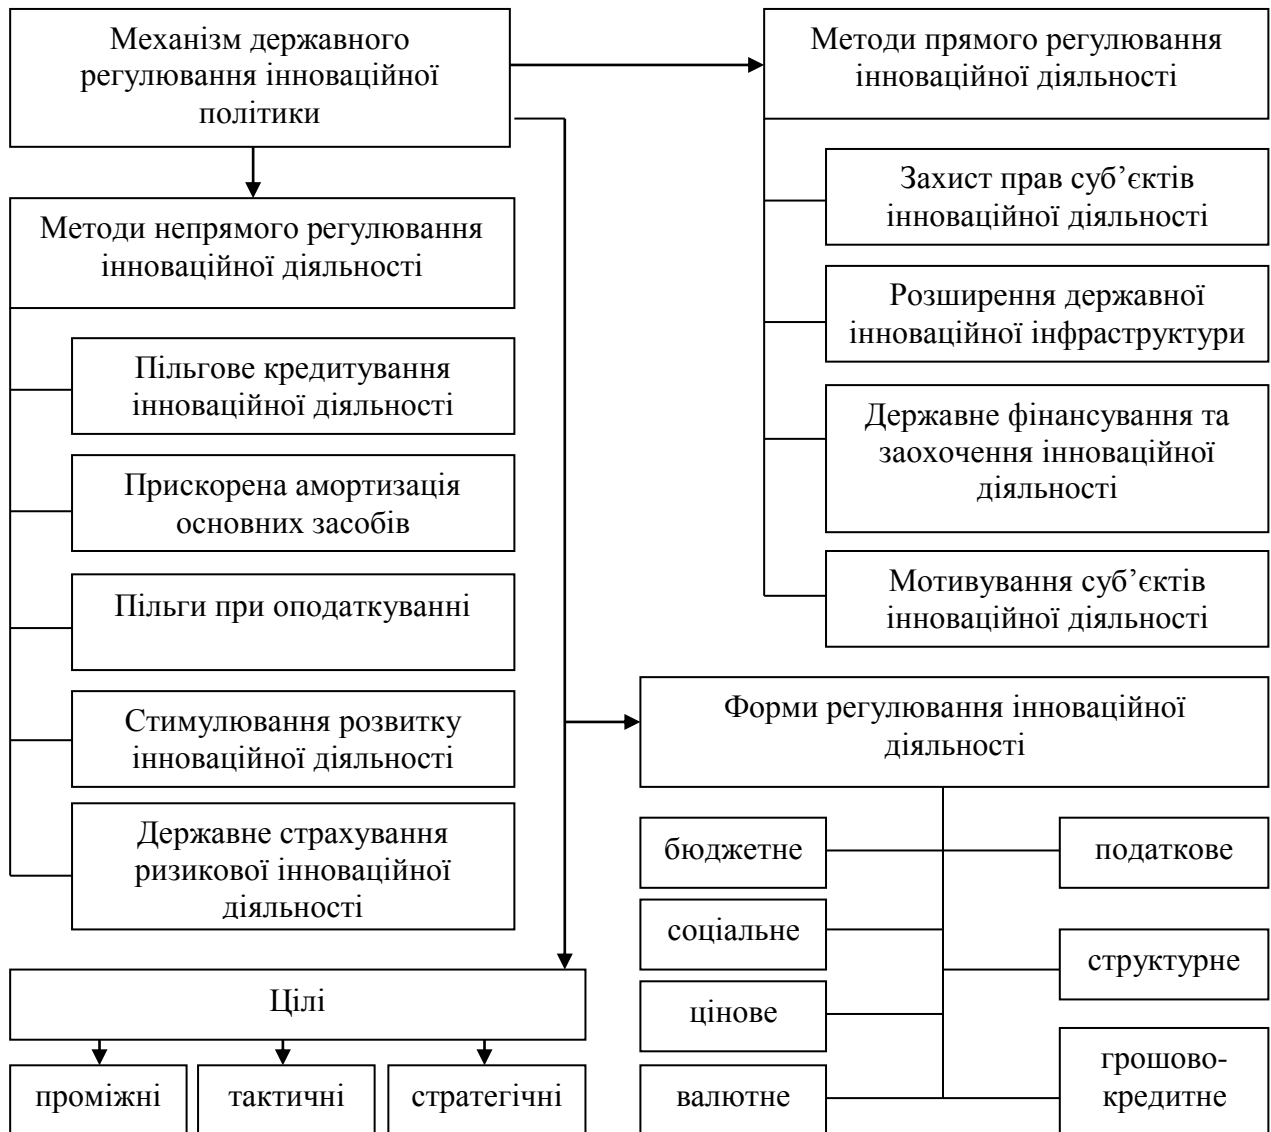 Механізм державного
регулювання інноваційної
політики
Методи прямого регулювання
інноваційної діяльності
Захист прав суб’єктів
інноваційної діяльності
Розширення державної
інноваційної інфраструктури
Державне фінансування та
заохочення інноваційної
діяльності
Мотивування суб’єктів
інноваційної діяльності
Методи непрямого регулювання
інноваційної діяльності
Пільгове кредитування
інноваційної діяльності
Прискорена амортизація
основних засобів
Пільги при оподаткуванні
Стимулювання розвитку
інноваційної діяльності
Державне страхування
ризикової інноваційної
діяльності
Форми регулювання інноваційної
діяльності
бюджетне
податкове
соціальне
структурне
цінове
валютне
грошово-
кредитне
Цілі
проміжні
тактичні
стратегічні